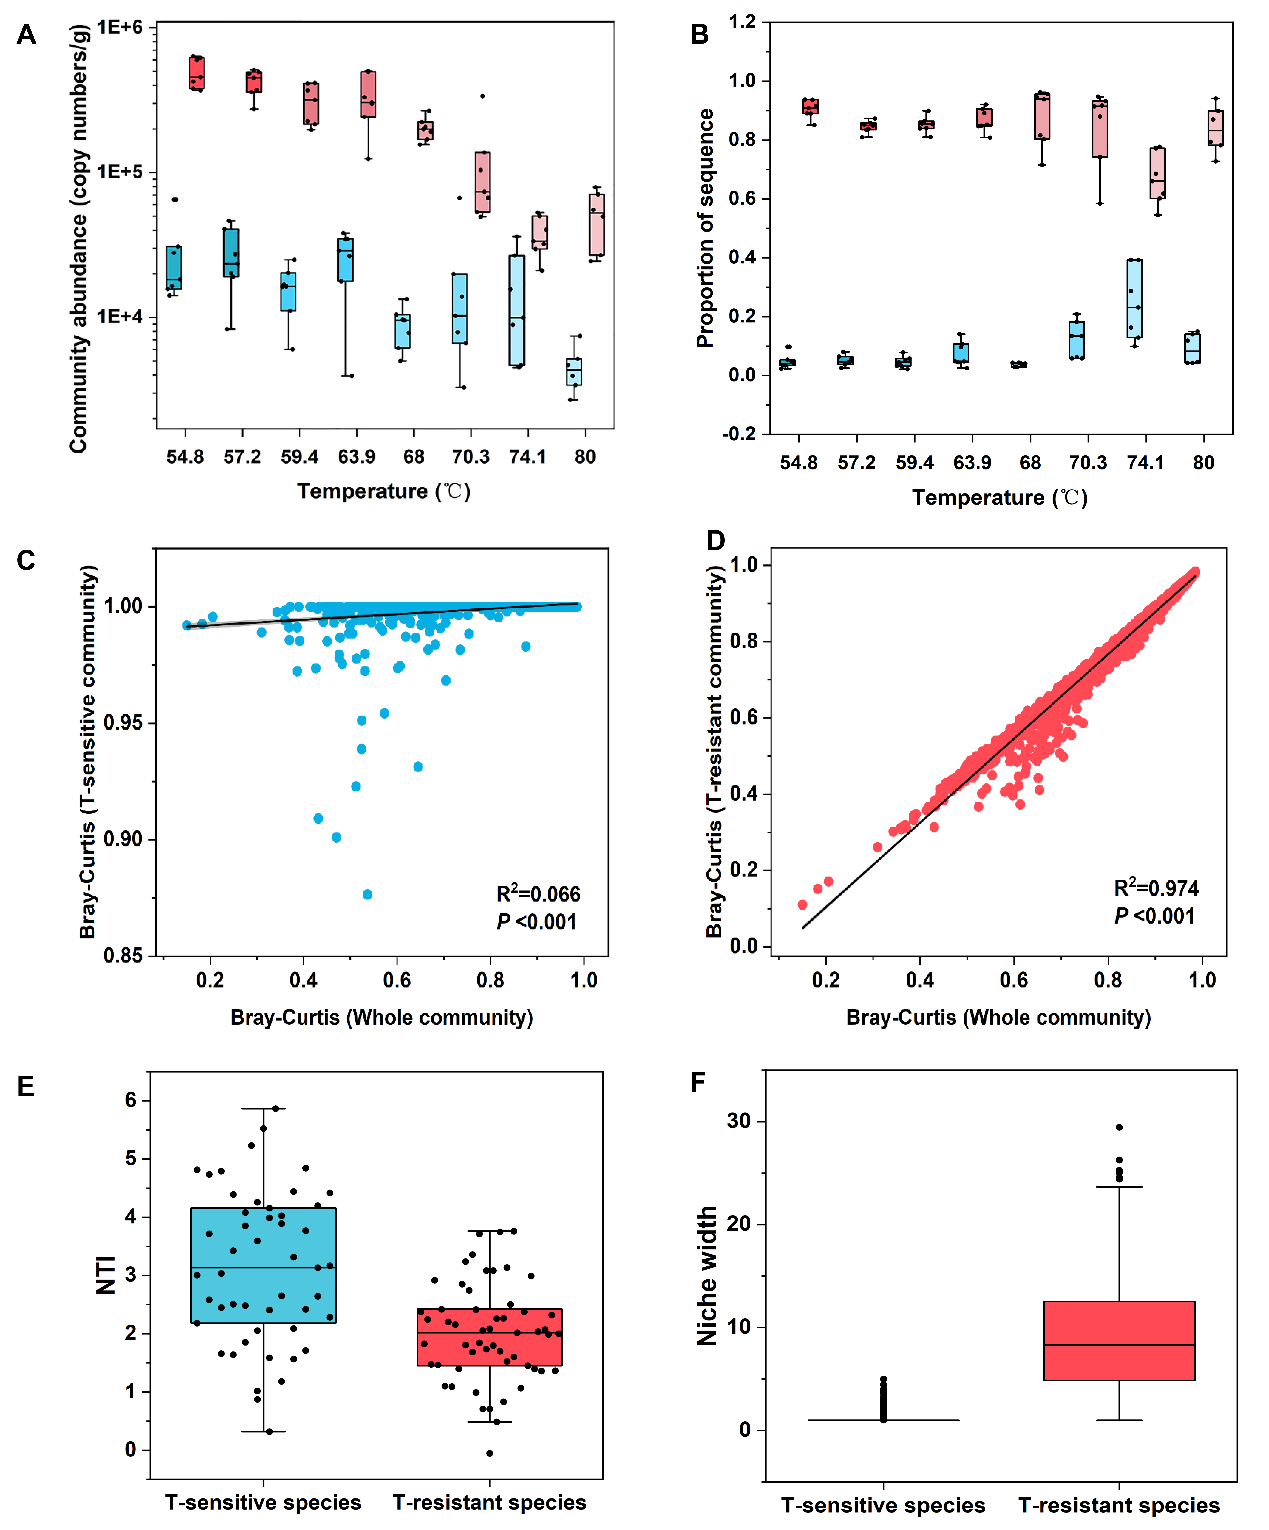 A
Community abundance (copy numbers/g)
1E+6
1E+5
1E+4
54.8 57.2 59.4 63.9 68 70.3 74.1 80
Temperature (℃)
B
Proportion of sequence
1.2
1.0
0.8
0.6
0.4
0.2
0.0
-0.2
54.8 57.2 59.4 63.9 68 70.3 74.1 80
Temperature (℃)
C
Bray-Curtis (T-sensitive community)
1.00
0.95
0.90
0.85
R²=0.066
P <0.001
0.2 0.4 0.6 0.8 1.0
Bray-Curtis (Whole community)
D
Bray-Curtis (T-resistant community)
1.0
0.8
0.6
0.4
0.2
0.0
R²=0.974
P <0.001
0.2 0.4 0.6 0.8 1.0
Bray-Curtis (Whole community)
E
NTI
6
5
4
3
2
1
0
T-sensitive species T-resistant species
F
Niche width
30
20
10
0
T-sensitive species T-resistant species